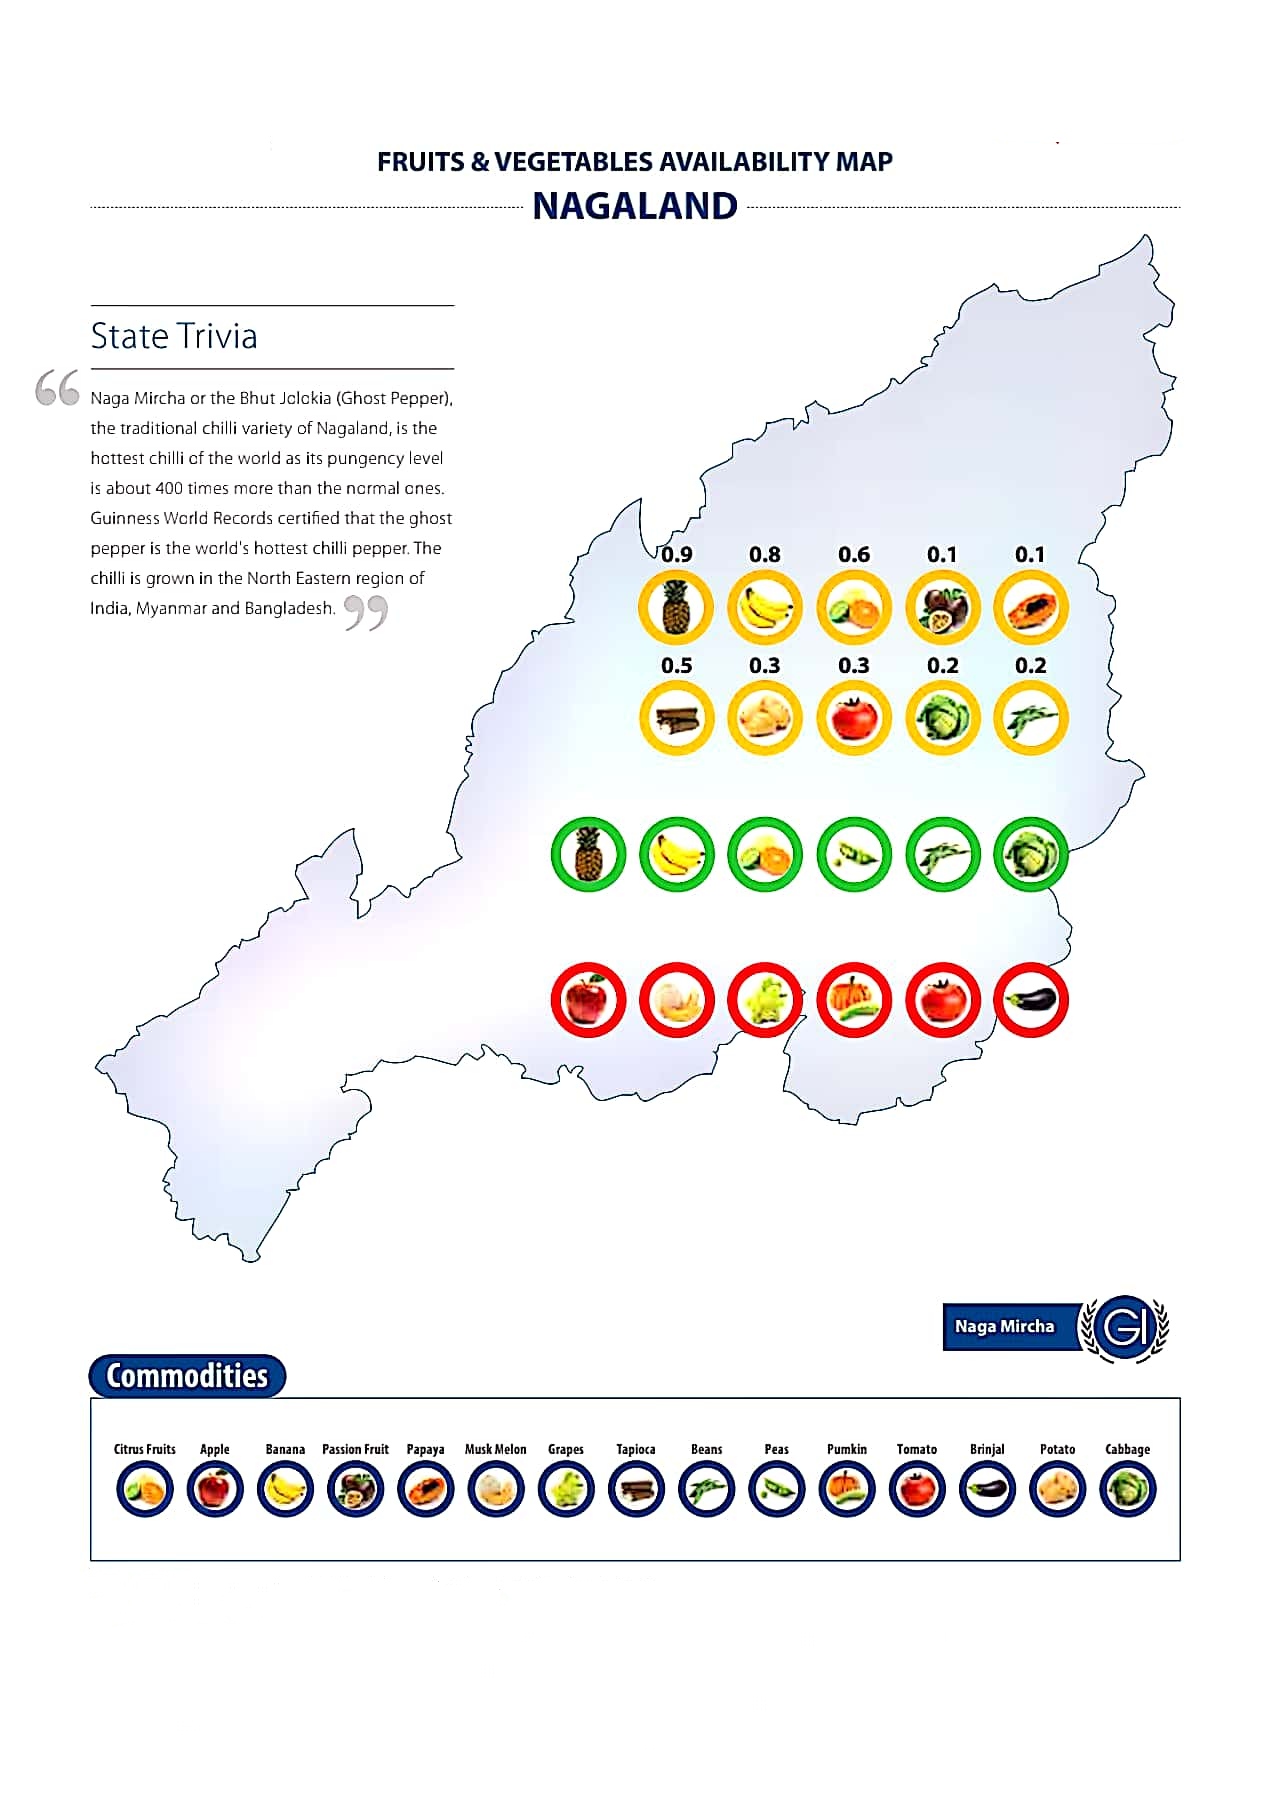 FRUITS & VEGETABLES AVAILABILITY MAP
NAGALAND
State Trivia
“ Naga Mircha or the Bhut Jolokia (Ghost Pepper),
the traditional chilli variety of Nagaland, is the
hottest chilli of the world as its pungency level
is about 400 times more than the normal ones.
Guinness World Records certified that the ghost
pepper is the world's hottest chilli pepper. The
chilli is grown in the North Eastern region of
India, Myanmar and Bangladesh. ”
0.9 0.8 0.6 0.1 0.1
0.5 0.3 0.3 0.2 0.2
Naga Mircha GI
Commodities
Citrus Fruits Apple Banana Passion Fruit Papaya Musk Melon Grapes Tapioca Beans Peas Pumkin Tomato Brinjal Potato Cabbage